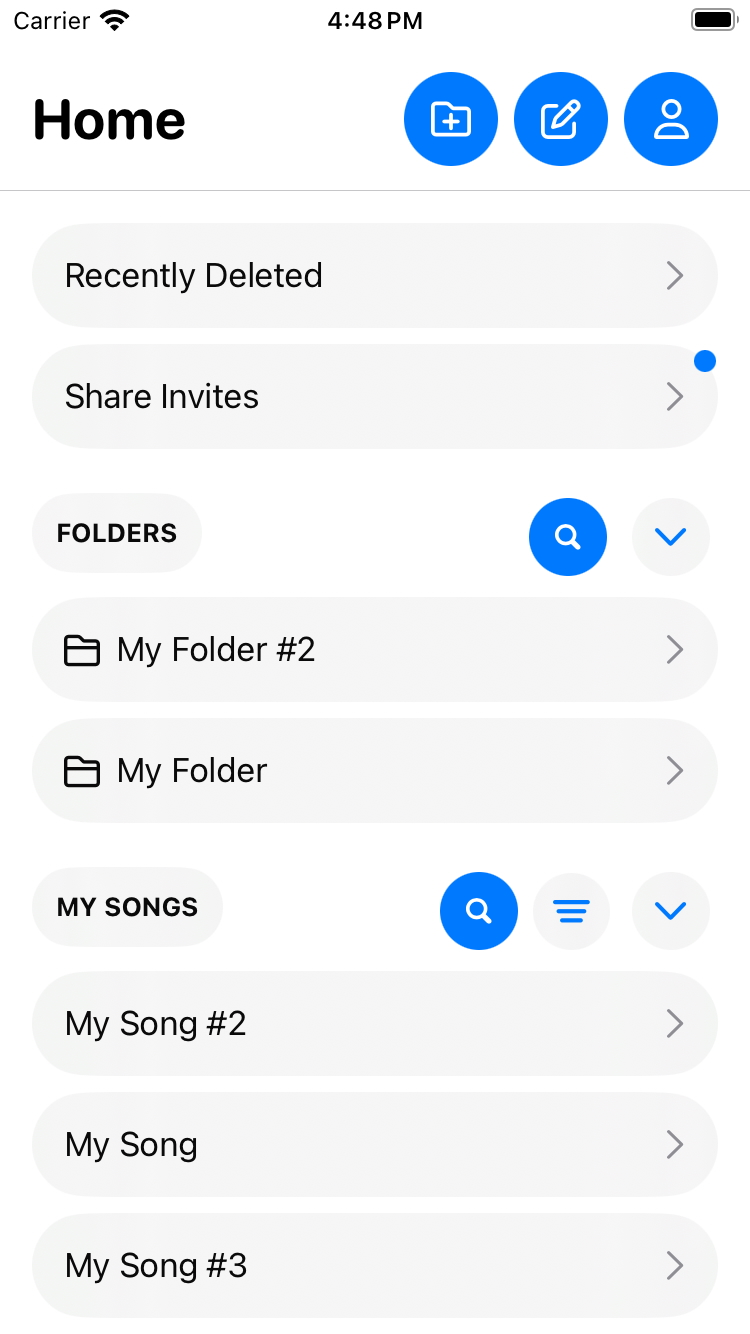 Carrier 4:48 PM
Home
Recently Deleted
Share Invites
FOLDERS
My Folder #2
My Folder
MY SONGS
My Song #2
My Song
My Song #3